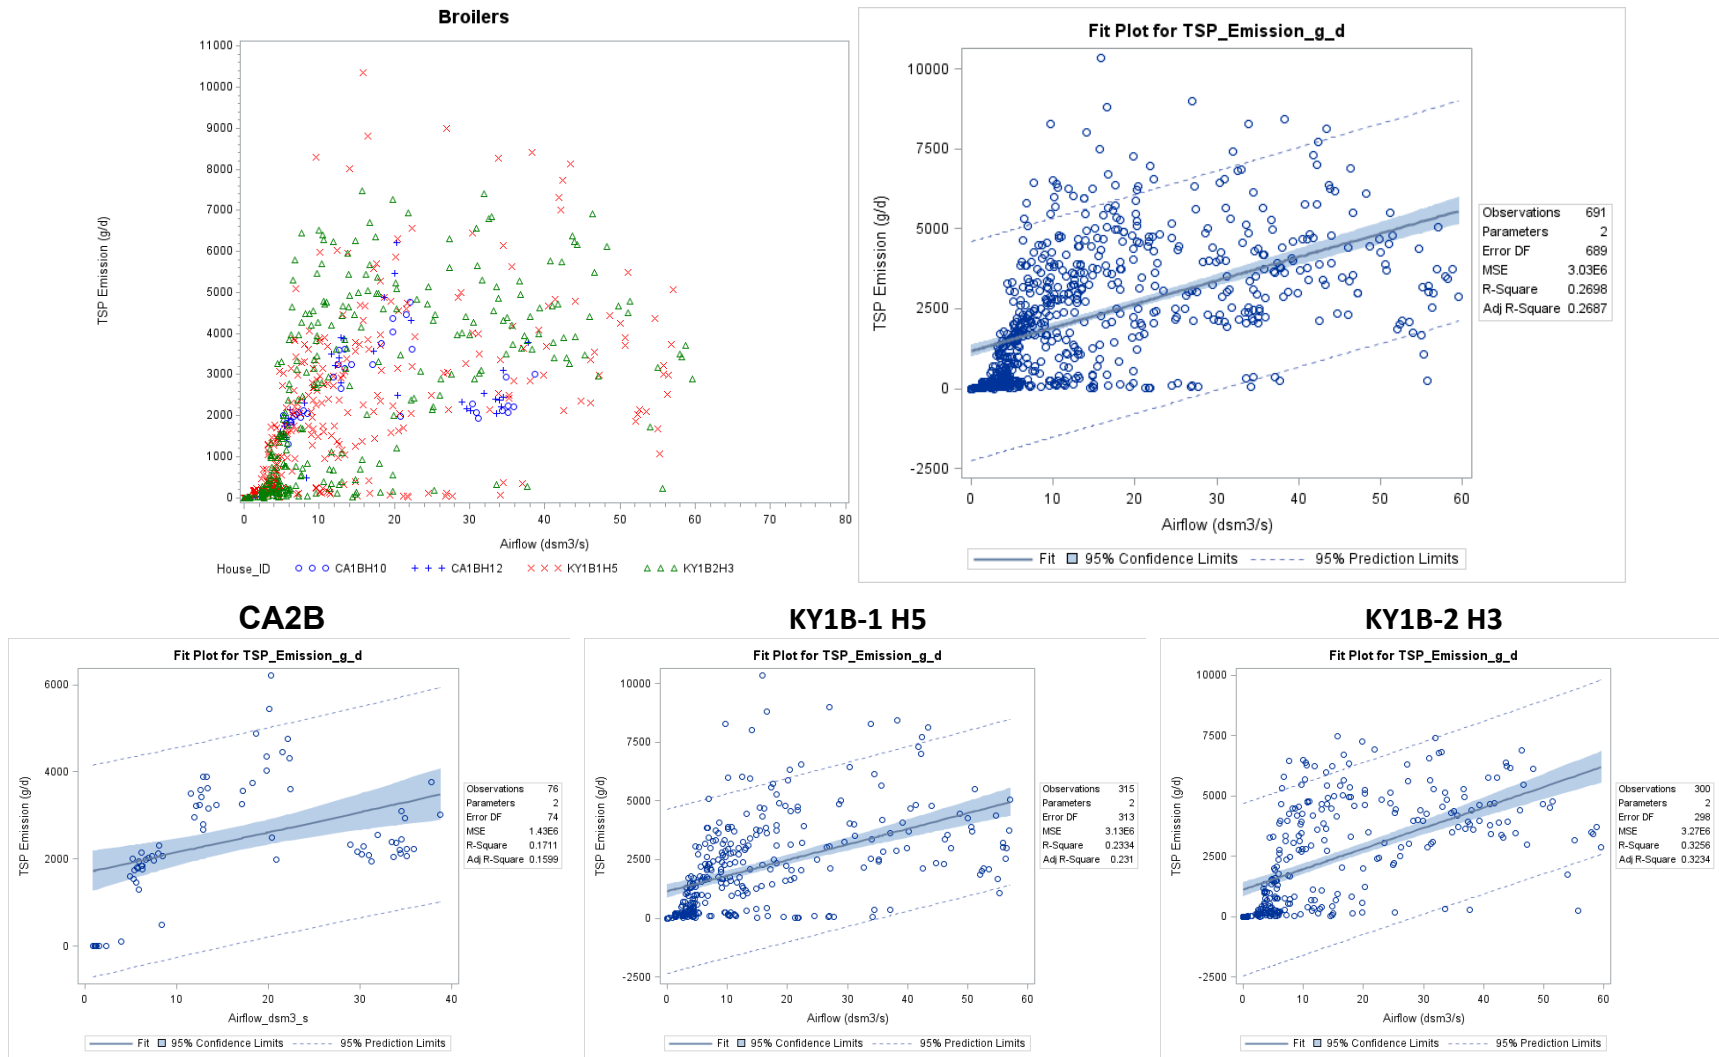 Broilers
11000
10000
9000
8000
7000
6000
5000
4000
3000
2000
1000
0
TSP Emission (g/d)
0 10 20 30 40 50 60 70 80
Airflow (dsm3/s)
House_ID CA1BH10 CA1BH12 KY1B1H5 KY1B2H3
Fit Plot for TSP_Emission_g_d
10000
7500
5000
2500
0
-2500
TSP Emission (g/d)
0 10 20 30 40 50 60
Airflow (dsm3/s)
Observations 691
Parameters 2
Error DF 689
MSE 3.03E6
R-Square 0.2698
Adj R-Square 0.2687
Fit 95% Confidence Limits 95% Prediction Limits
CA2B
Fit Plot for TSP_Emission_g_d
6000
4000
2000
0
TSP Emission (g/d)
0 10 20 30 40
Airflow_dsm3_s
Observations 76
Parameters 2
Error DF 74
MSE 1.43E6
R-Square 0.1711
Adj R-Square 0.1599
Fit 95% Confidence Limits 95% Prediction Limits
KY1B-1 H5
Fit Plot for TSP_Emission_g_d
10000
7500
5000
2500
0
-2500
TSP Emission (g/d)
0 10 20 30 40 50 60
Airflow (dsm3/s)
Observations 315
Parameters 2
Error DF 313
MSE 3.13E6
R-Square 0.2334
Adj R-Square 0.231
Fit 95% Confidence Limits 95% Prediction Limits
KY1B-2 H3
Fit Plot for TSP_Emission_g_d
10000
7500
5000
2500
0
-2500
TSP Emission (g/d)
0 10 20 30 40 50 60
Airflow (dsm3/s)
Observations 300
Parameters 2
Error DF 298
MSE 3.27E6
R-Square 0.3256
Adj R-Square 0.3234
Fit 95% Confidence Limits 95% Prediction Limits